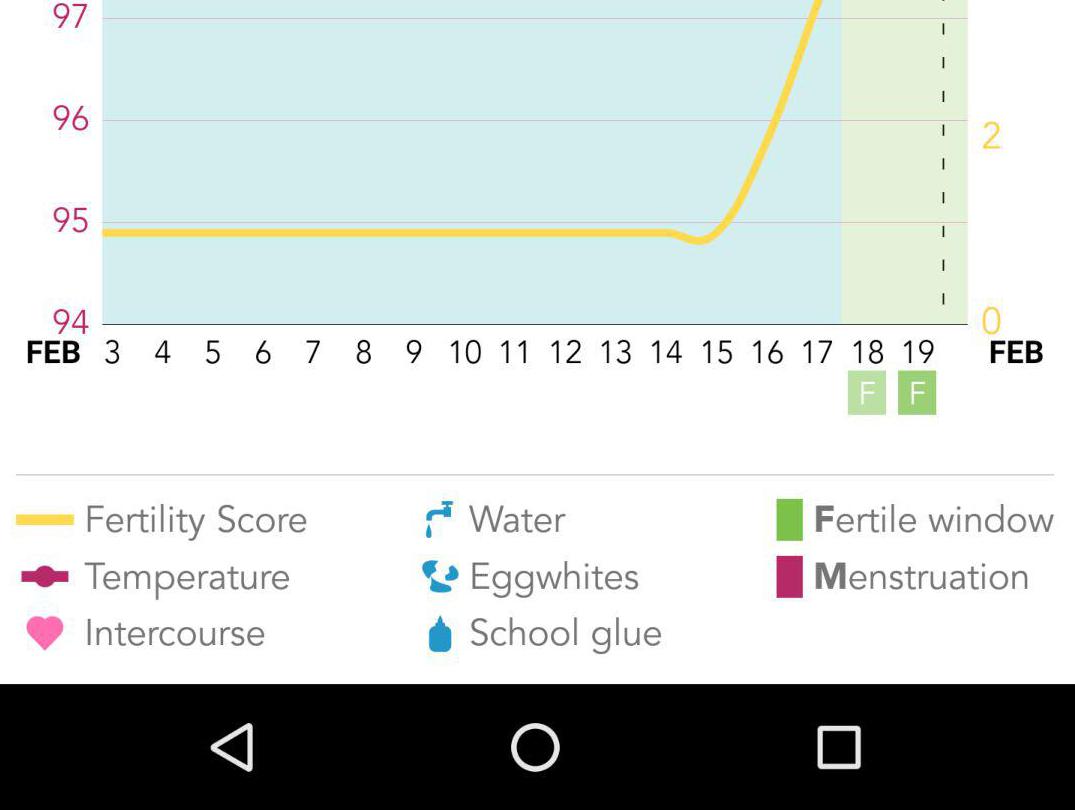 97
96
2
95
94
0
FEB 3 4 5 6 7 8 9 10 11 12 13 14 15 16 17 18 19 FEB
F F
Fertility Score Water Fertile window
Temperature Eggwhites Menstruation
Intercourse School glue